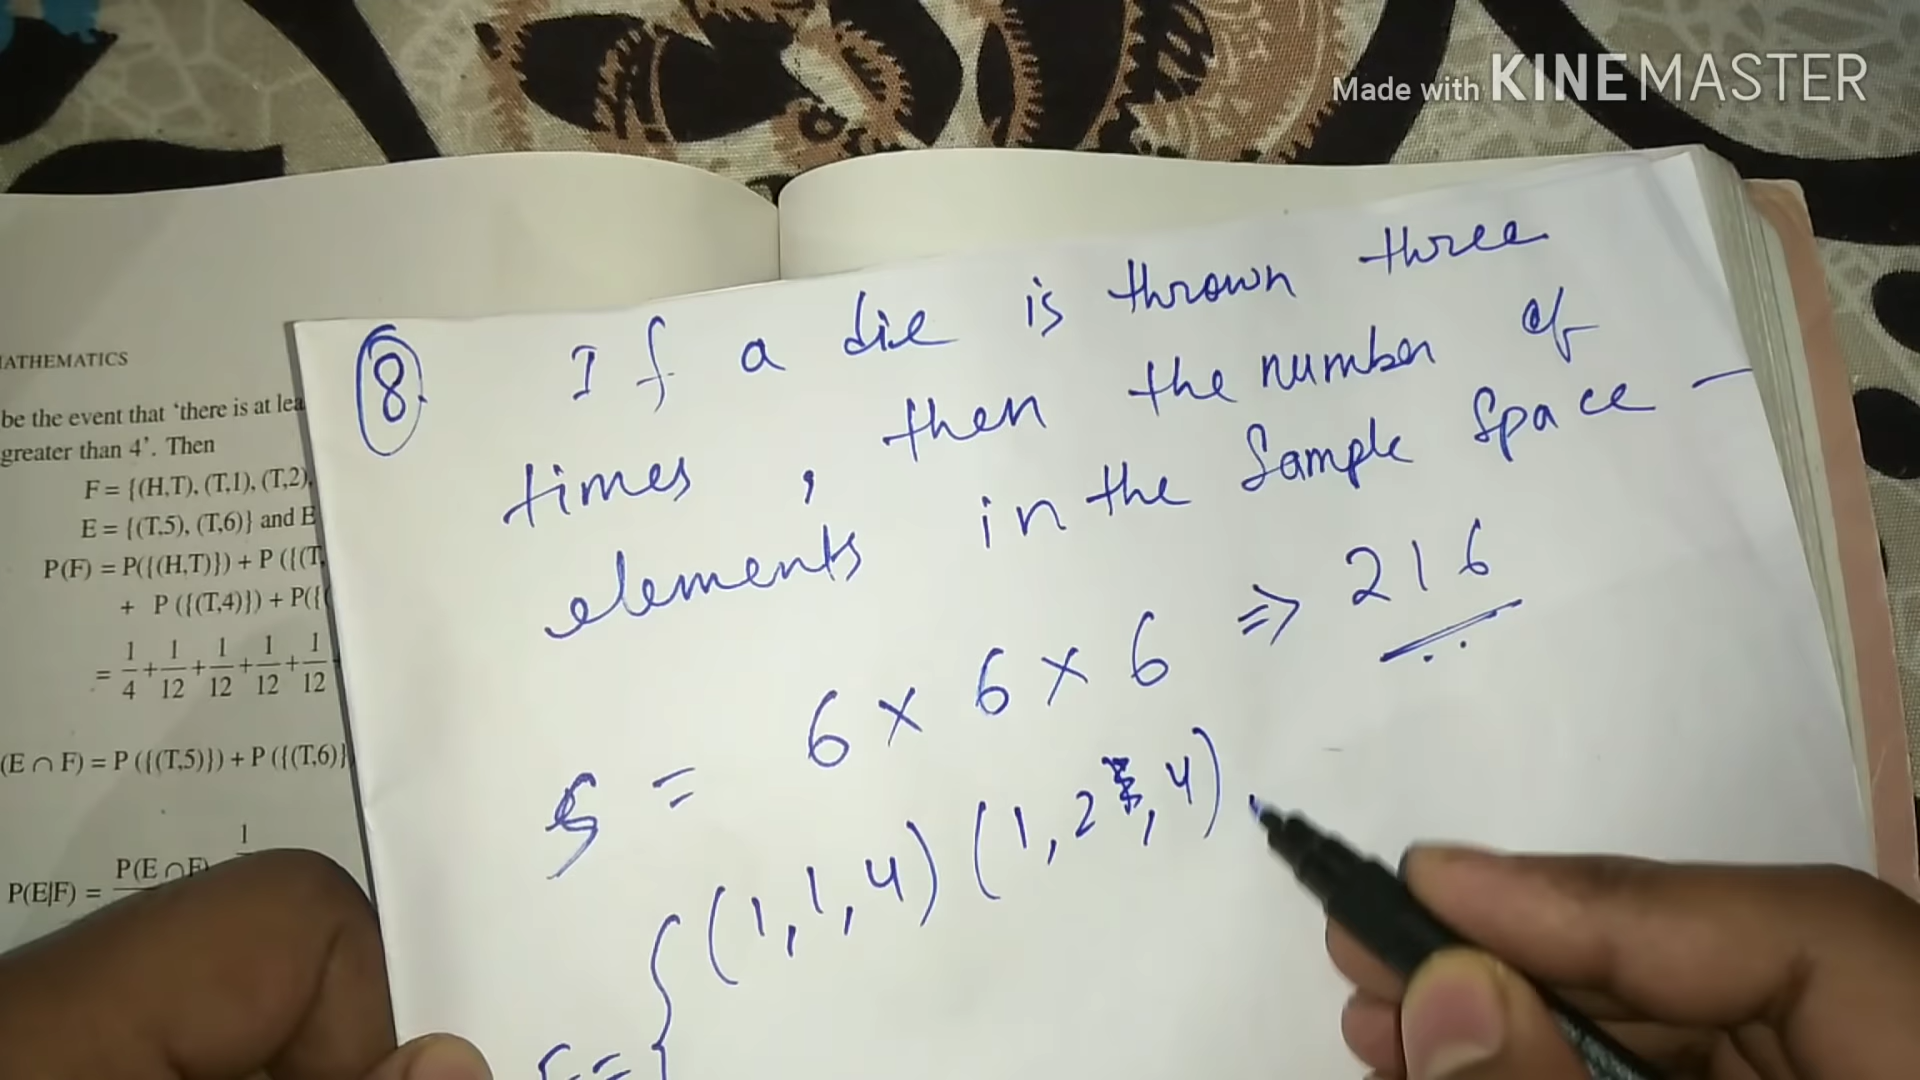 Made with KINEMASTER
MATHEMATICS
be the event that 'there is at lea
greater than 4'. Then
F = {(H,T), (T,1), (T,2),
E = {(T,5), (T,6)} and E
P(F) = P({(H,T)}) + P ({(T,
+ P ({(T,4)}) + P({(
= 1/4 + 1/12 + 1/12 + 1/12 + 1/12
(E ∩ F) = P ({(T,5)}) + P ({(T,6)}
P(E|F) = P(E ∩ F) 1
8. If a die is thrown three
times, then the number of
elements in the Sample Space —
6 × 6 × 6 ⇒ 216
S =
{(1,1,4) (1,2,4)